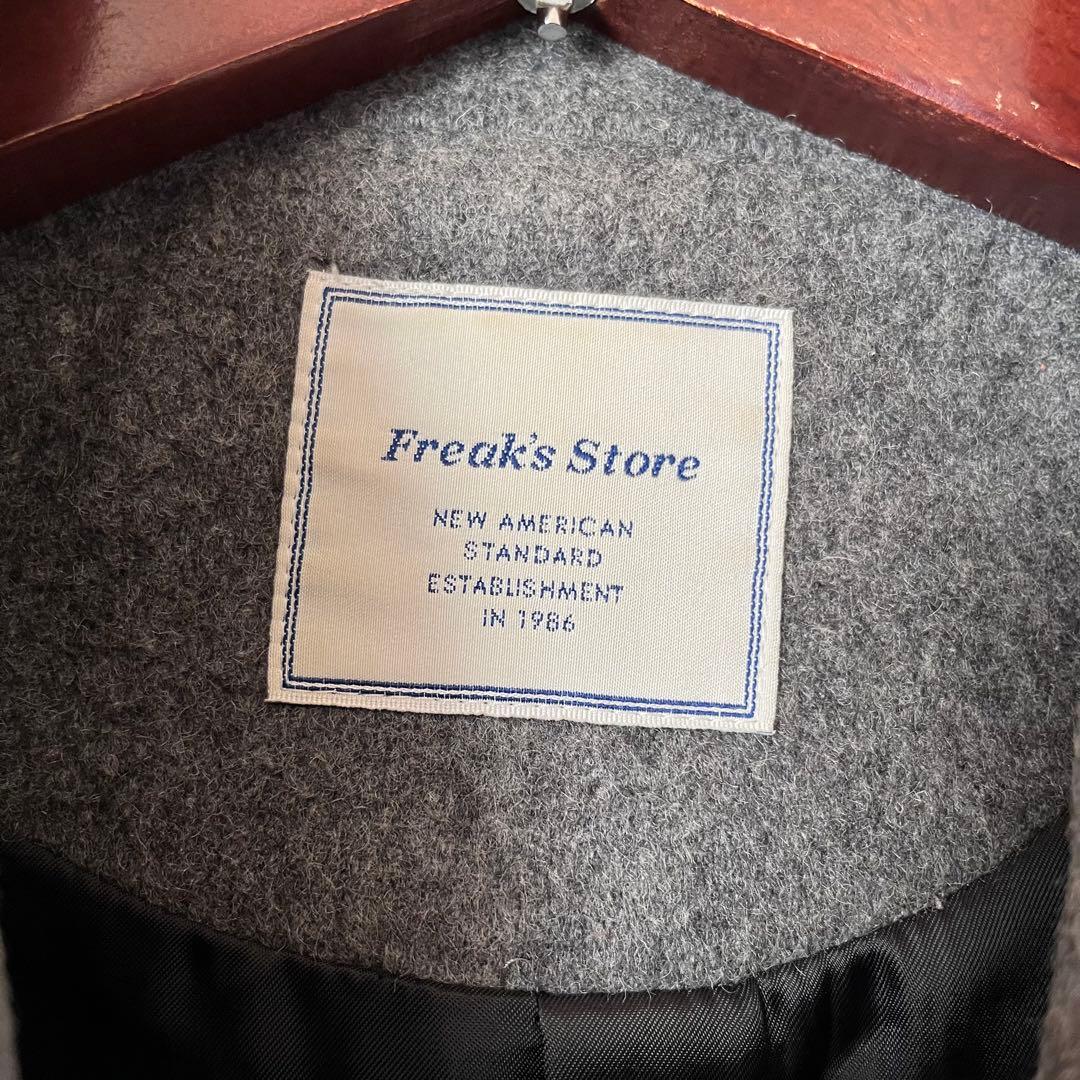 Freak's Store
NEW AMERICAN
STANDARD
ESTABLISHMENT
IN 1986